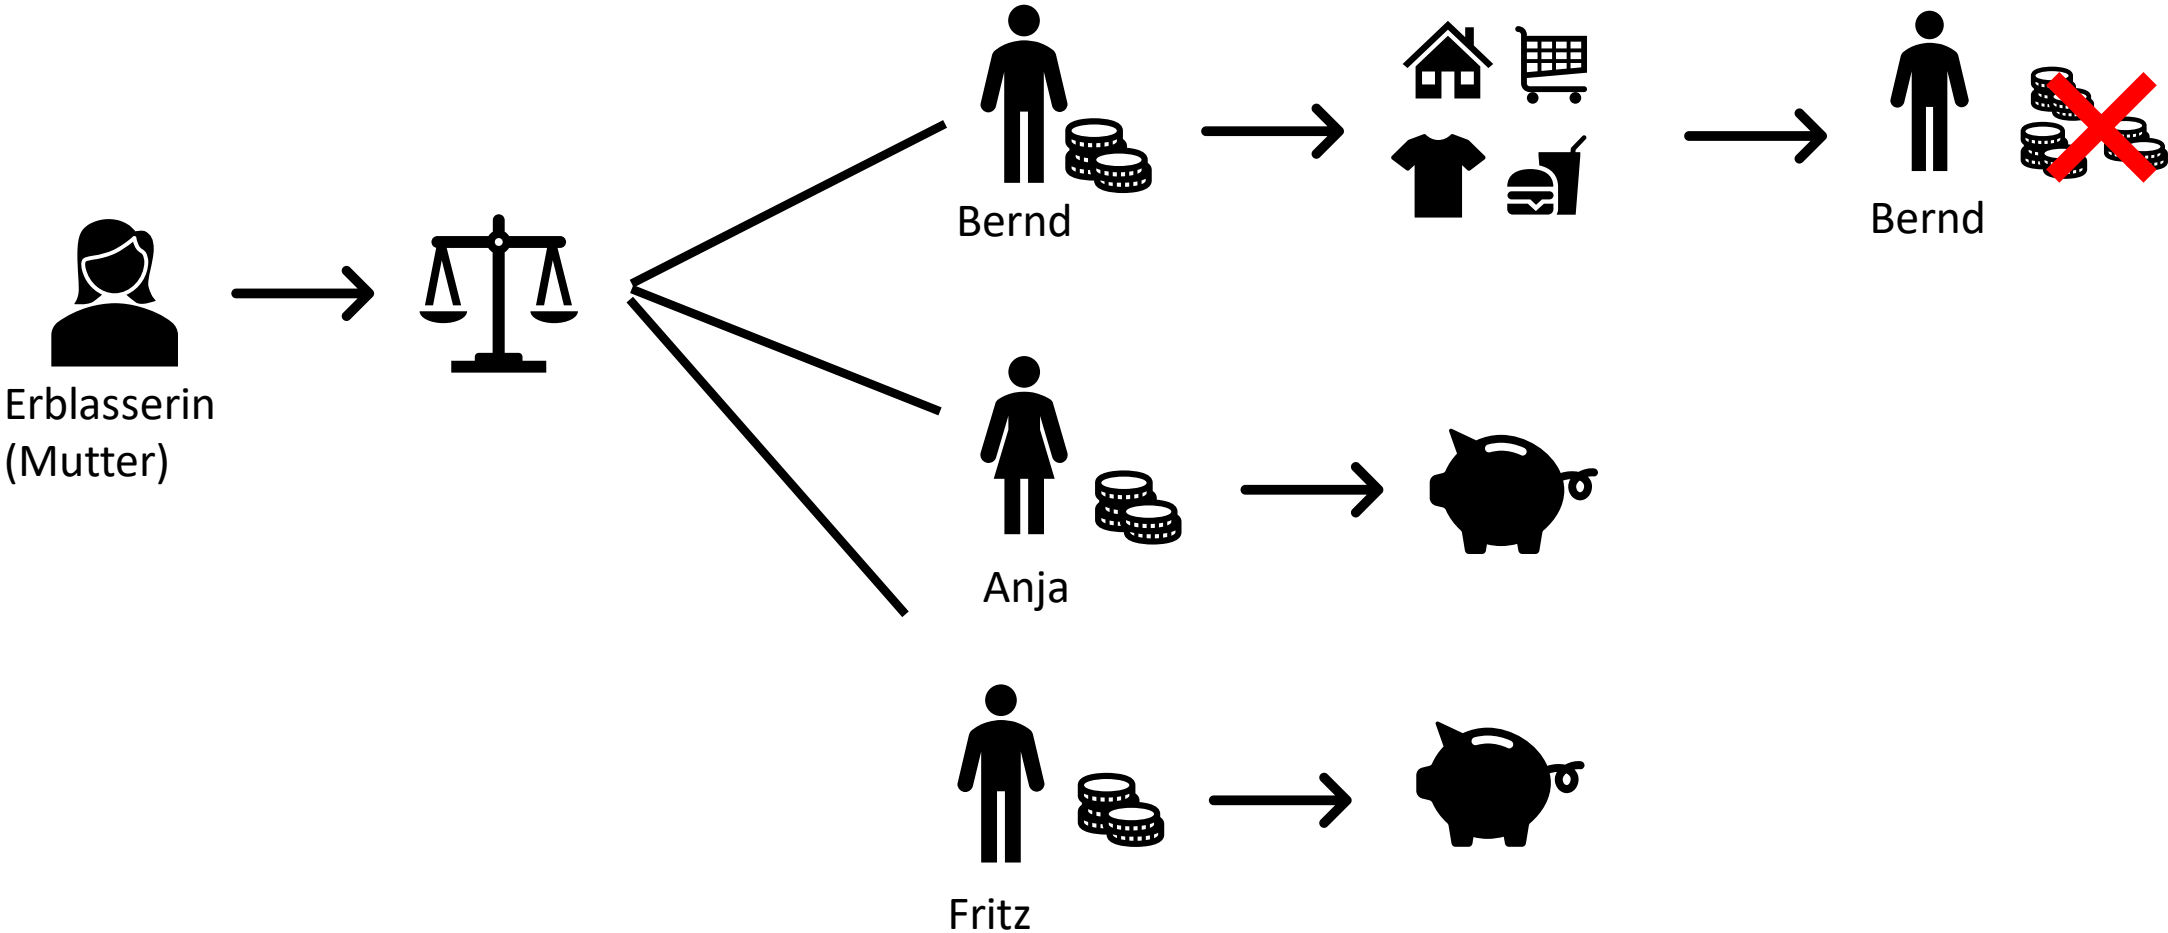 Bernd
Bernd
Erblasserin
(Mutter)
Anja
Fritz